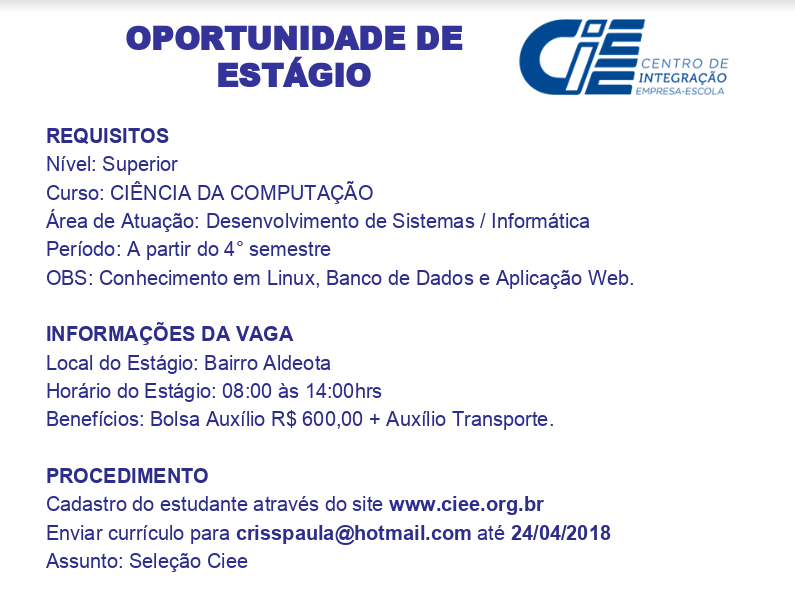 OPORTUNIDADE DE
ESTÁGIO
CIEE
CENTRO DE
INTEGRAÇÃO
EMPRESA-ESCOLA
REQUISITOS
Nível: Superior
Curso: CIÊNCIA DA COMPUTAÇÃO
Área de Atuação: Desenvolvimento de Sistemas / Informática
Período: A partir do 4° semestre
OBS: Conhecimento em Linux, Banco de Dados e Aplicação Web.
INFORMAÇÕES DA VAGA
Local do Estágio: Bairro Aldeota
Horário do Estágio: 08:00 às 14:00hrs
Benefícios: Bolsa Auxílio R$ 600,00 + Auxílio Transporte.
PROCEDIMENTO
Cadastro do estudante através do site www.ciee.org.br
Enviar currículo para crisspaula@hotmail.com até 24/04/2018
Assunto: Seleção Ciee